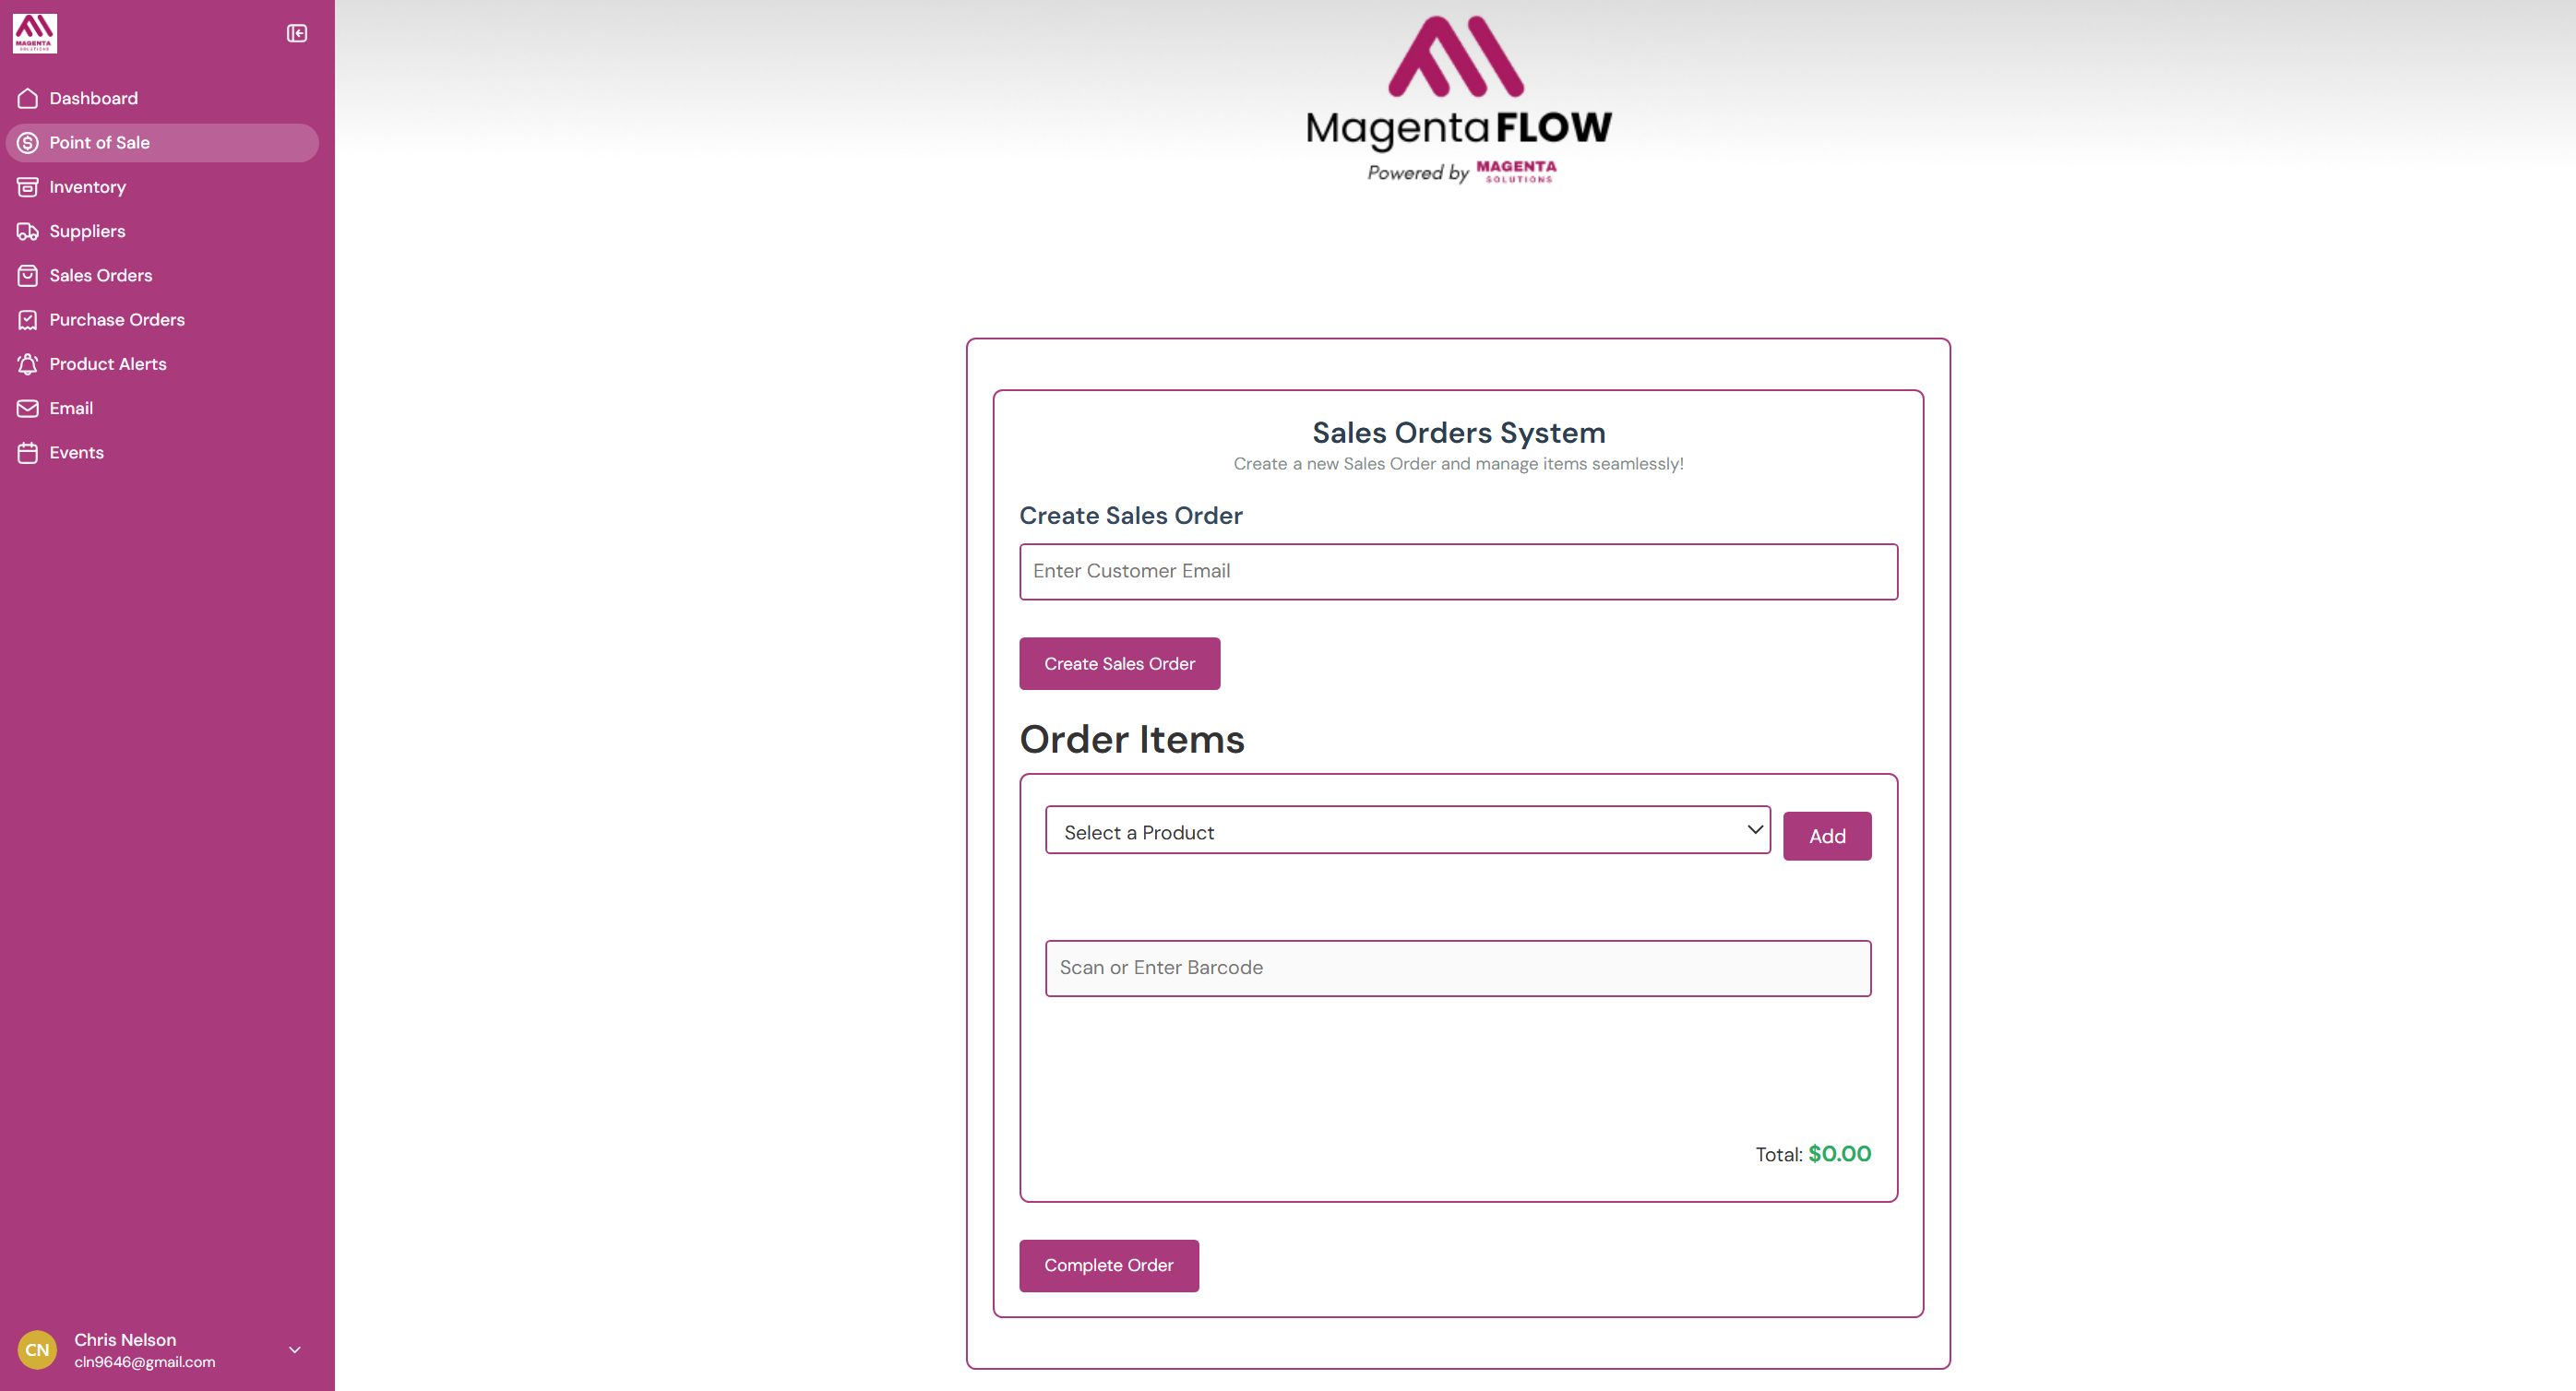 MAGENTA
SOLUTIONS
Dashboard
Point of Sale
Inventory
Suppliers
Sales Orders
Purchase Orders
Product Alerts
Email
Events
CN
Chris Nelson
cln9646@gmail.com
Magenta FLOW
Powered by MAGENTA SOLUTIONS
Sales Orders System
Create a new Sales Order and manage items seamlessly!
Create Sales Order
Enter Customer Email
Create Sales Order
Order Items
Select a Product
Add
Scan or Enter Barcode
Total: $0.00
Complete Order